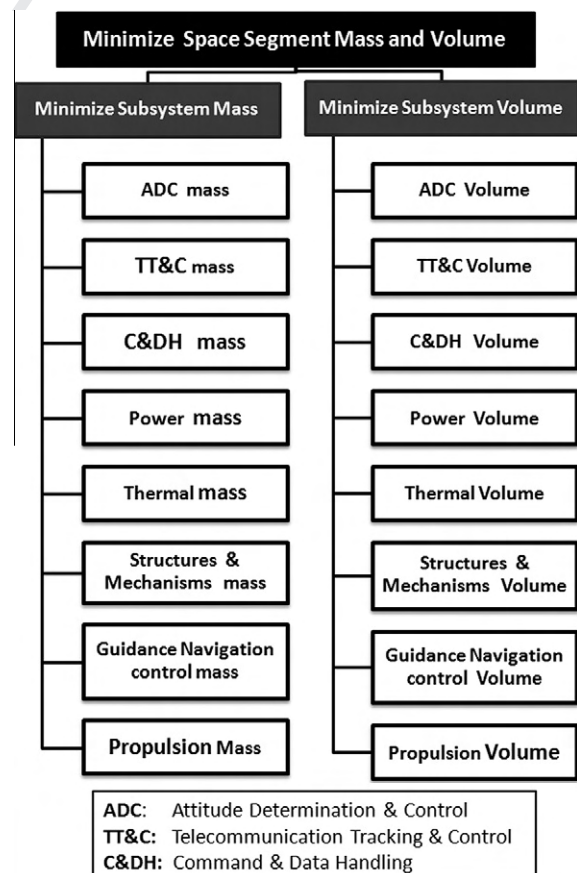 Minimize Space Segment Mass and Volume
Minimize Subsystem Mass
Minimize Subsystem Volume
ADC mass
TT&C mass
C&DH mass
Power mass
Thermal mass
Structures &
Mechanisms mass
Guidance Navigation
control mass
Propulsion Mass
ADC Volume
TT&C Volume
C&DH Volume
Power Volume
Thermal Volume
Structures &
Mechanisms Volume
Guidance Navigation
control Volume
Propulsion Volume
ADC: Attitude Determination & Control
TT&C: Telecommunication Tracking & Control
C&DH: Command & Data Handling